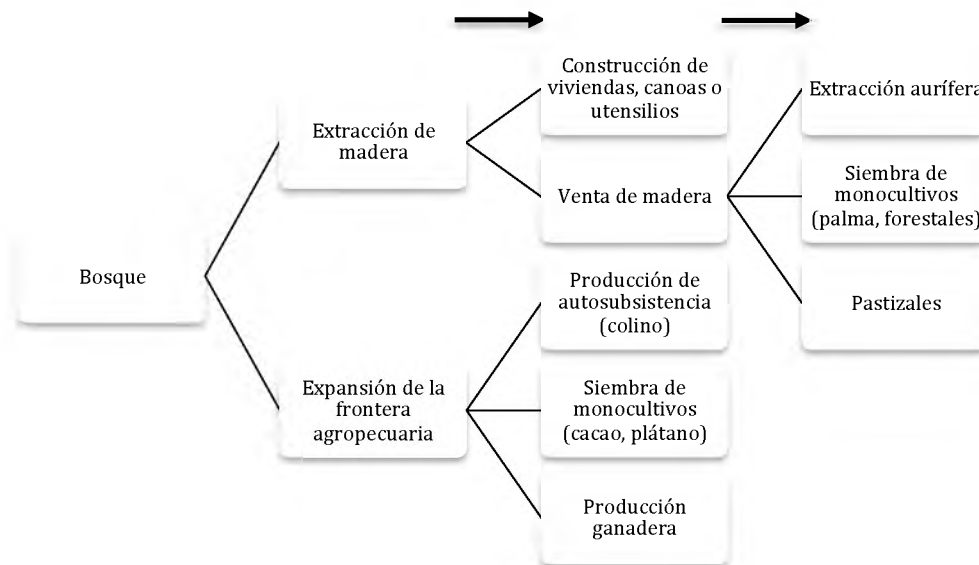 Bosque
Extracción de
madera
Expansión de la
frontera
agropecuaria
Construcción de
viviendas, canoas o
utensilios
Venta de madera
Producción de
autosubsistencia
(colino)
Siembra de
monocultivos
(cacao, plátano)
Producción
ganadera
Extracción aurífera
Siembra de
monocultivos
(palma, forestales)
Pastizales